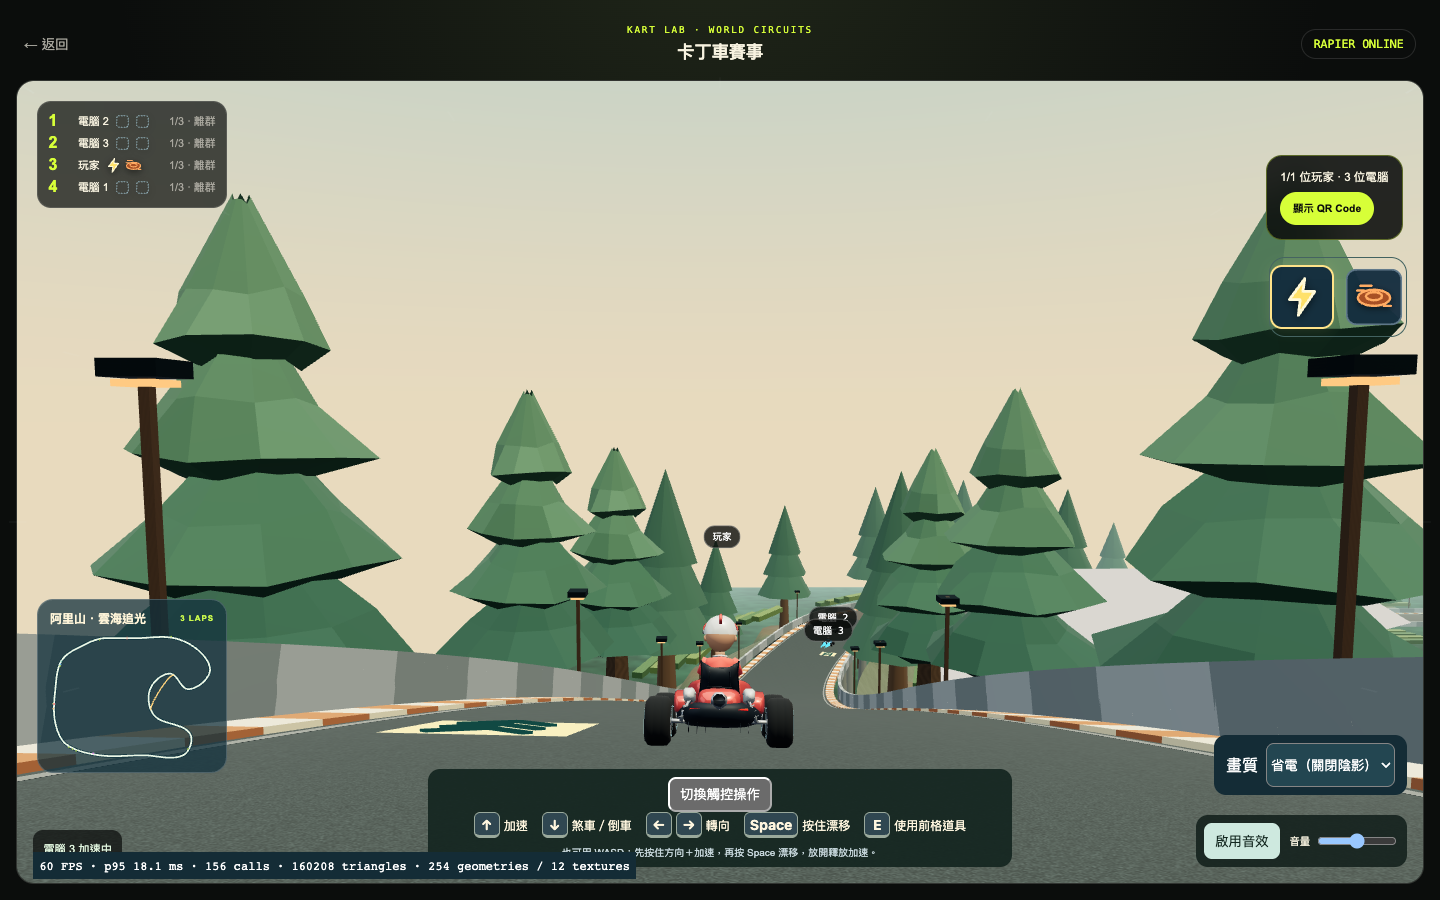 ← 返回
KART LAB · WORLD CIRCUITS
卡丁車賽事
RAPIER ONLINE
1 電腦 2 1/3 · 離群
2 電腦 3 1/3 · 離群
3 玩家 1/3 · 離群
4 電腦 1 1/3 · 離群
1/1 位玩家 · 3 位電腦
顯示 QR Code
玩家
電腦 2
電腦 3
阿里山 · 雲海追光 3 LAPS
畫質 省電（關閉陰影）
切換觸控操作
↑ 加速 ↓ 煞車 / 倒車 ← → 轉向 Space 按住漂移 E 使用前格道具
也可用 WASD；先按住方向＋加速，再按 Space 漂移，放開釋放加速。
啟用音效 音量
電腦 3 加速中
60 FPS · p95 18.1 ms · 156 calls · 160208 triangles · 254 geometries / 12 textures